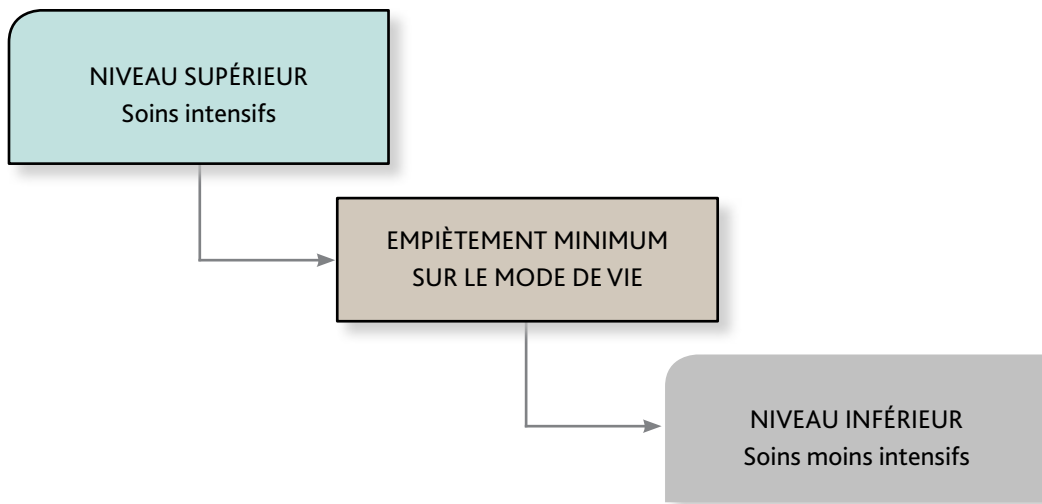 NIVEAU SUPÉRIEUR
Soins intensifs
EMPIÈTEMENT MINIMUM
SUR LE MODE DE VIE
NIVEAU INFÉRIEUR
Soins moins intensifs